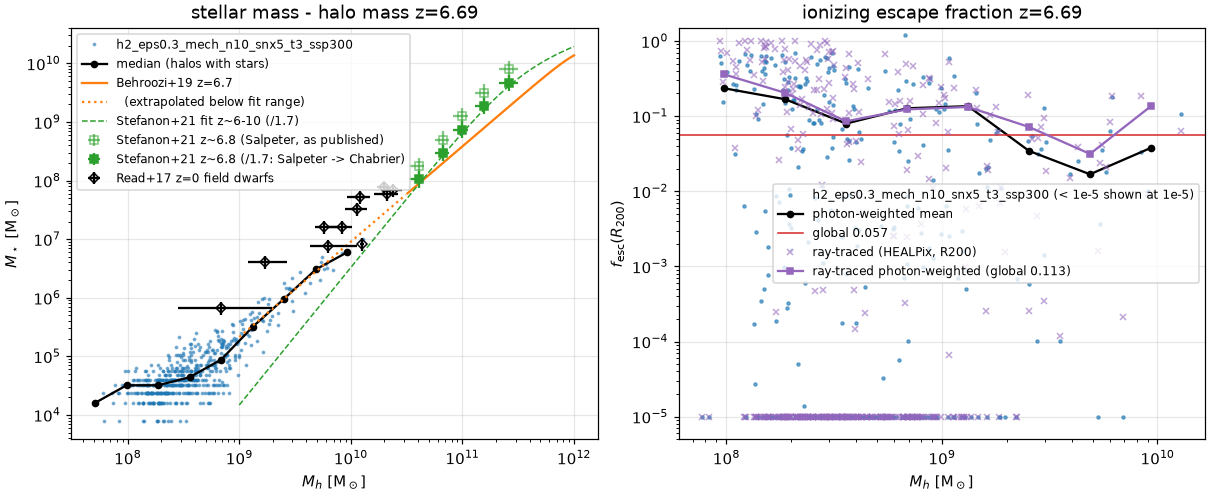 stellar mass - halo mass z=6.69
h2_eps0.3_mech_n10_snx5_t3_ssp300
median (halos with stars)
Behroozi+19 z=6.7
(extrapolated below fit range)
Stefanon+21 fit z~6-10 (/1.7)
Stefanon+21 z~6.8 (Salpeter, as published)
Stefanon+21 z~6.8 (/1.7: Salpeter -> Chabrier)
Read+17 z=0 field dwarfs
M⋆ [M⊙]
10¹⁰
10⁹
10⁸
10⁷
10⁶
10⁵
10⁴
10⁸ 10⁹ 10¹⁰ 10¹¹ 10¹²
Mₕ [M⊙]
ionizing escape fraction z=6.69
h2_eps0.3_mech_n10_snx5_t3_ssp300 (< 1e-5 shown at 1e-5)
photon-weighted mean
global 0.057
ray-traced (HEALPix, R200)
ray-traced photon-weighted (global 0.113)
f_esc(R₂₀₀)
10⁰
10⁻¹
10⁻²
10⁻³
10⁻⁴
10⁻⁵
10⁸ 10⁹ 10¹⁰
Mₕ [M⊙]